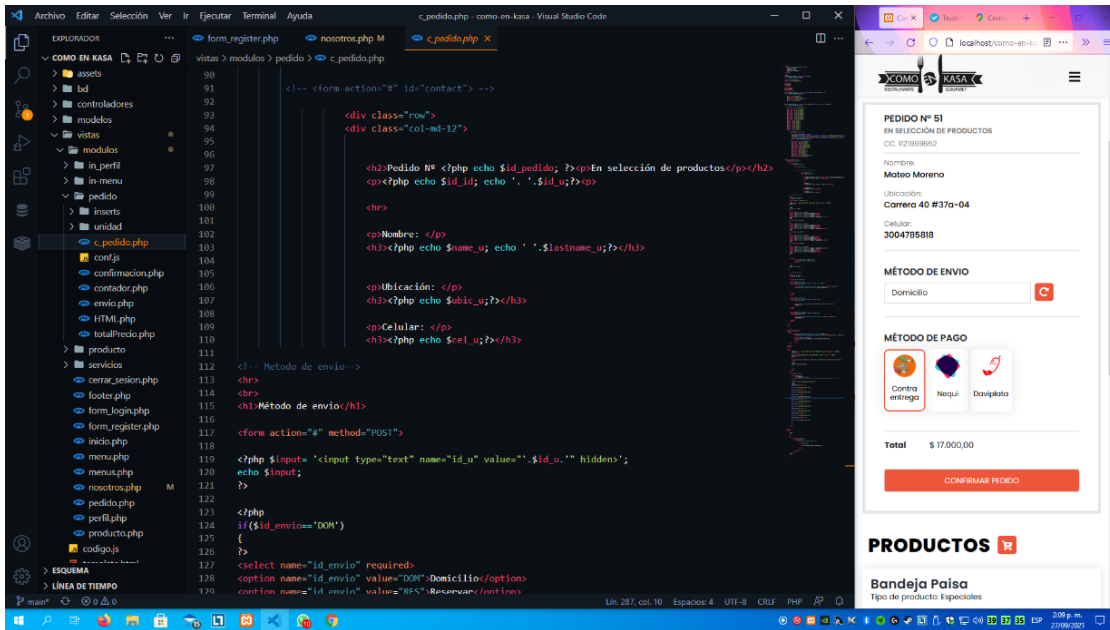 Archivo Editar Selección Ver Ir Ejecutar Terminal Ayuda
c_pedido.php - como-en-kasa - Visual Studio Code
EXPLORADOR
COMO-EN-KASA
assets
bd
controladores
modelos
vistas
modulos
in_perfil
in-menu
pedido
inserts
unidad
c_pedido.php
conf.js
confirmacion.php
contador.php
envio.php
HTML.php
totalPrecio.php
producto
servicios
cerrar_sesion.php
footer.php
form_login.php
form_register.php
inicio.php
menu.php
menus.php
nosotros.php M
pedido.php
perfil.php
producto.php
codigo.js
ESQUEMA
LÍNEA DE TIEMPO
form_register.php
nosotros.php M
c_pedido.php
vistas > modulos > pedido > c_pedido.php
90
91 <!-- <form action="#" id="contact"> -->
92
93 <div class="row">
94 <div class="col-md-12">
95
96
97 <h2>Pedido Nº <?php echo $id_pedido; ?><p>En selección de productos</p></h2>
98 <p><?php echo $id_id; echo '. '.$id_u;?><p>
99
100 <hr>
101
102 <p>Nombre: </p>
103 <h3><?php echo $name_u; echo ' '.$lastname_u;?></h3>
104
105
106 <p>Ubicación: </p>
107 <h3><?php echo $ubic_u;?></h3>
108
109 <p>Celular: </p>
110 <h3><?php echo $cel_u;?></h3>
111
112 <!-- Metodo de envio-->
113 <hr>
114 <br>
115 <h1>Método de envio</h1>
116
117 <form action="#" method="POST">
118
119 <?php $input= '<input type="text" name="id_u" value="'.$id_u.'" hidden>';
120 echo $input;
121 ?>
122
123 <?php
124 if($id_envio=='DOM')
125 {
126 ?>
127 <select name="id_envio" required>
128 <option name="id_envio" value="DOM">Domicilio</option>
129 <option name="id_envio" value="RES">Reservar</option>
main* 0 0
Lín. 287, col. 10 Espacios: 4 UTF-8 CRLF PHP
localhost/como-en-ka
COMO KASA
RESTAURANTE GOURMET
PEDIDO Nº 51
EN SELECCIÓN DE PRODUCTOS
CC. 1121969652
Nombre:
Mateo Moreno
Ubicación:
Carrera 40 #37a-04
Celular:
3004785818
MÉTODO DE ENVIO
Domicilio
MÉTODO DE PAGO
Contra entrega
Nequi
Daviplata
Total $ 17.000,00
CONFIRMAR PEDIDO
PRODUCTOS
Bandeja Paisa
Tipo de producto: Especiales
ESP
2:09 p. m.
27/09/2021